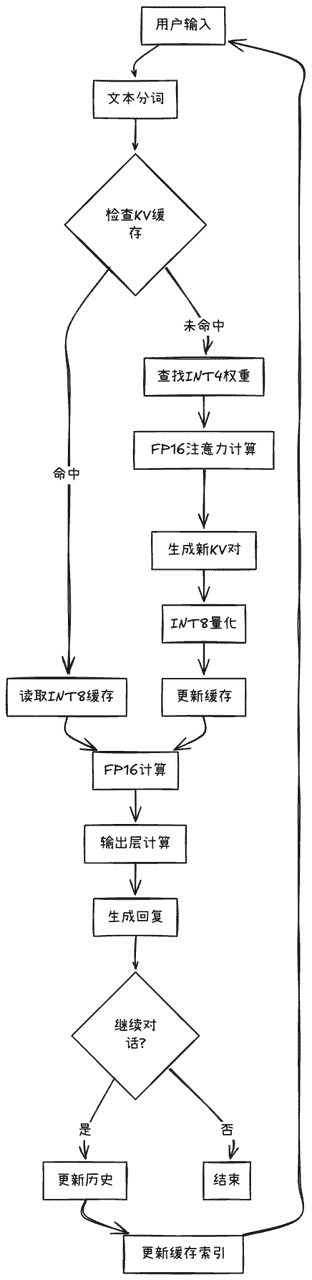 用户输入
文本分词
检查KV缓
存
未命中
查找INT4权重
FP16注意力计算
命中
生成新KV对
INT8量化
读取INT8缓存
更新缓存
FP16计算
输出层计算
生成回复
继续对
话?
是
否
更新历史
结束
更新缓存索引